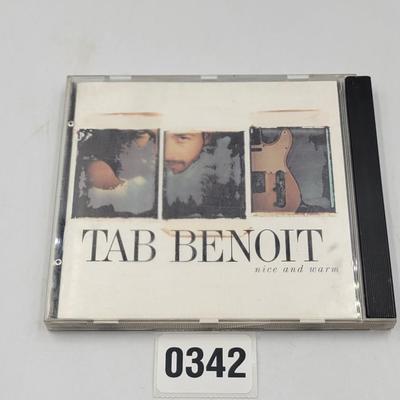 TAB BENOIT
nice and warm
0342